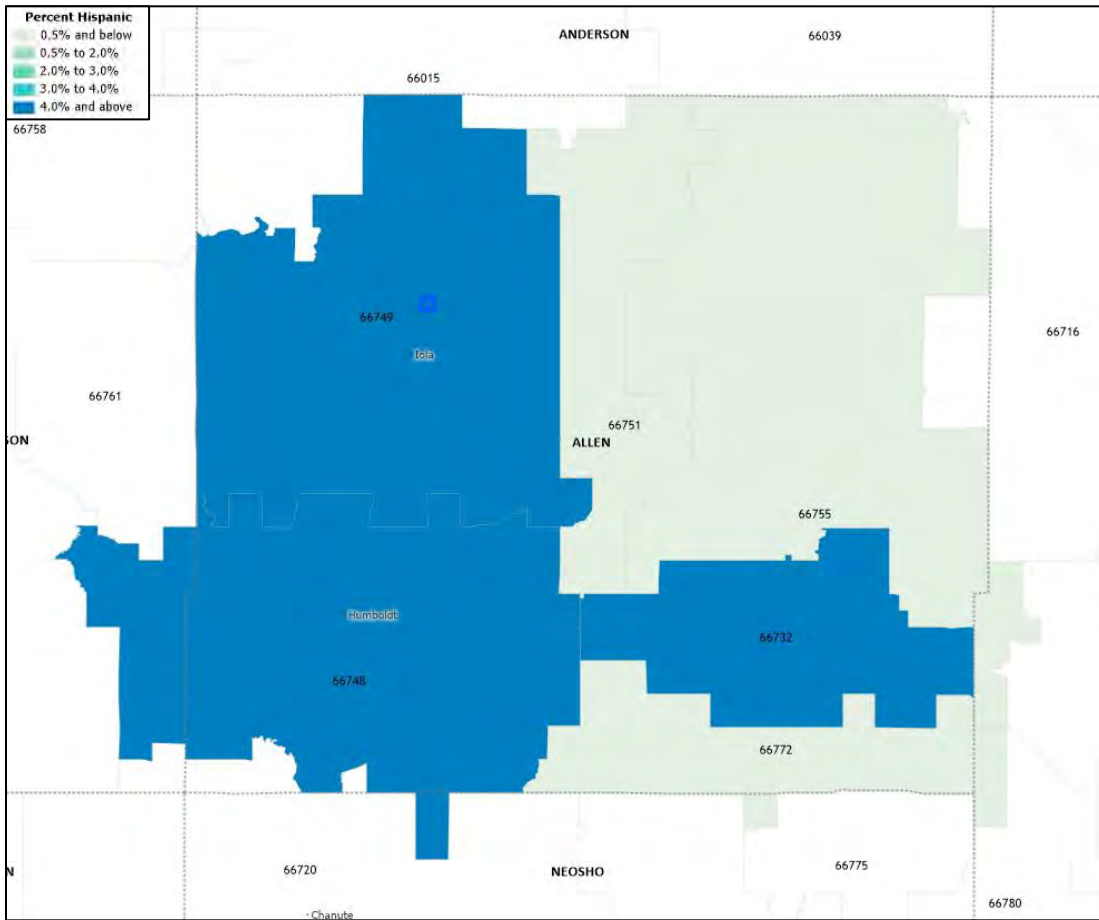 Percent Hispanic
0.5% and below
0.5% to 2.0%
2.0% to 3.0%
3.0% to 4.0%
4.0% and above
ANDERSON
66039
66015
66758
66749
Iola
66716
66761
66751
SON
ALLEN
66755
Humboldt
66732
66748
66772
66720
N
NEOSHO
66775
66780
Chanute